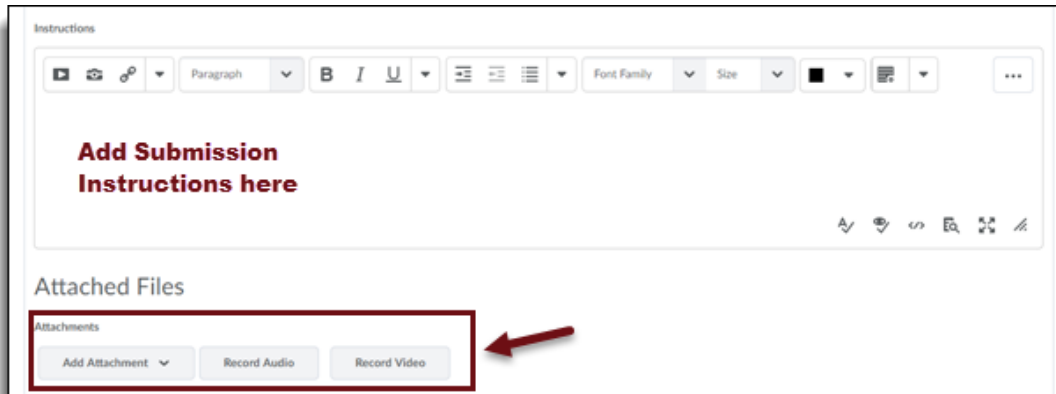 Instructions
Paragraph B I U Font Family Size ...
Add Submission
Instructions here
Attached Files
Attachments
Add Attachment Record Audio Record Video